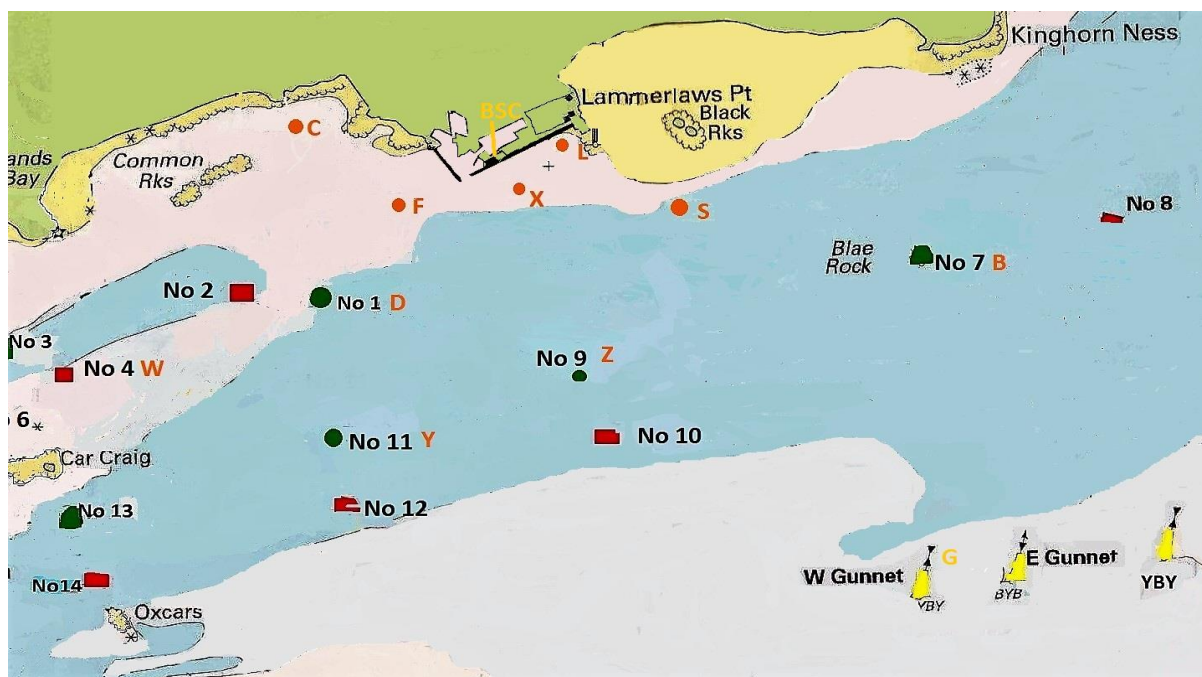 Kinghorn Ness
BSC
Lammerlaws Pt
Black
Rks
C
L
ands
Bay
Common
Rks
X
F
S
No 8
Blae
Rock
No 7 B
No 2
No 1 D
No 3
No 4 W
No 9 Z
6
No 11 Y
No 10
Car Craig
No 12
No 13
W Gunnet
G
E Gunnet
YBY
BYB
YBY
No14
Oxcars